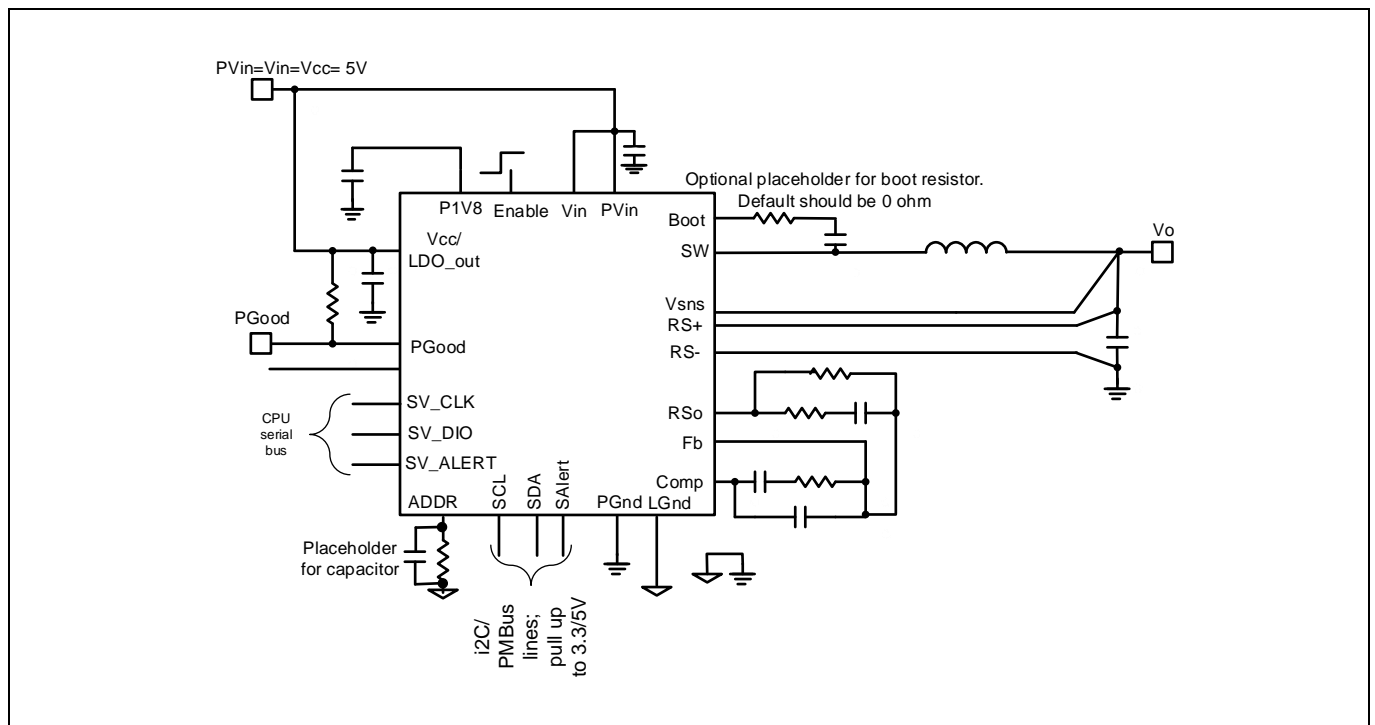 PVin=Vin=Vcc= 5V
P1V8
Enable
Vin
PVin
Optional placeholder for boot resistor.
Default should be 0 ohm
Boot
SW
Vo
Vcc/
LDO_out
Vsns
RS+
RS-
PGood
PGood
CPU
serial
bus
SV_CLK
SV_DIO
SV_ALERT
RSo
Fb
Comp
ADDR
SCL
SDA
SAlert
PGnd
LGnd
Placeholder
for capacitor
i2C/
PMBus
lines;
pull up
to 3.3/5V